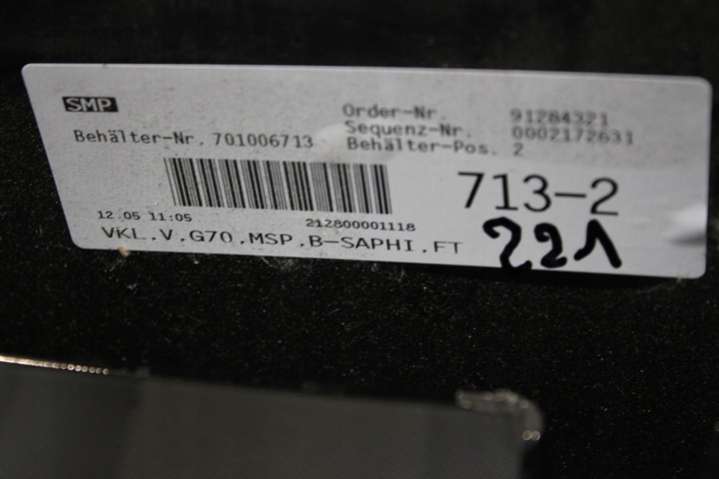 SMP
Order-Nr. 91284321
Sequenz-Nr. 0002172631
Behälter-Nr. 701006713 Behälter-Pos. 2
713-2
12.05 11:05 212800001118
VKL.V.G70.MSP.B-SAPHI.FT
221